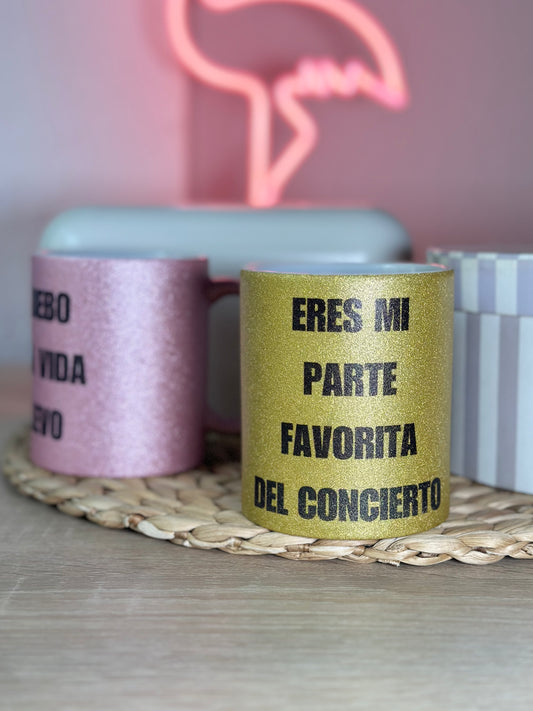 VIDA
ERES MI
PARTE
FAVORITA
DEL CONCIERTO